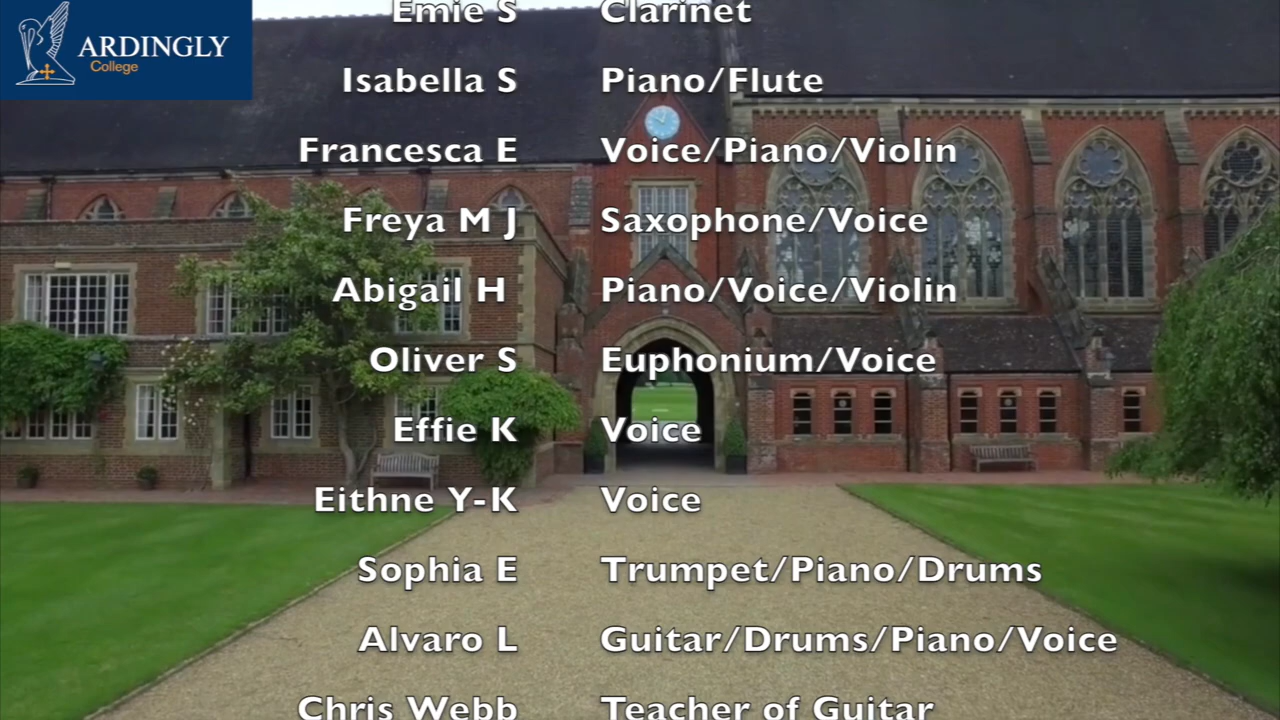 ARDINGLY
College
Emie S Clarinet
Isabella S Piano/Flute
Francesca E Voice/Piano/Violin
Freya M J Saxophone/Voice
Abigail H Piano/Voice/Violin
Oliver S Euphonium/Voice
Effie K Voice
Eithne Y-K Voice
Sophia E Trumpet/Piano/Drums
Alvaro L Guitar/Drums/Piano/Voice
Chris Webb Teacher of Guitar